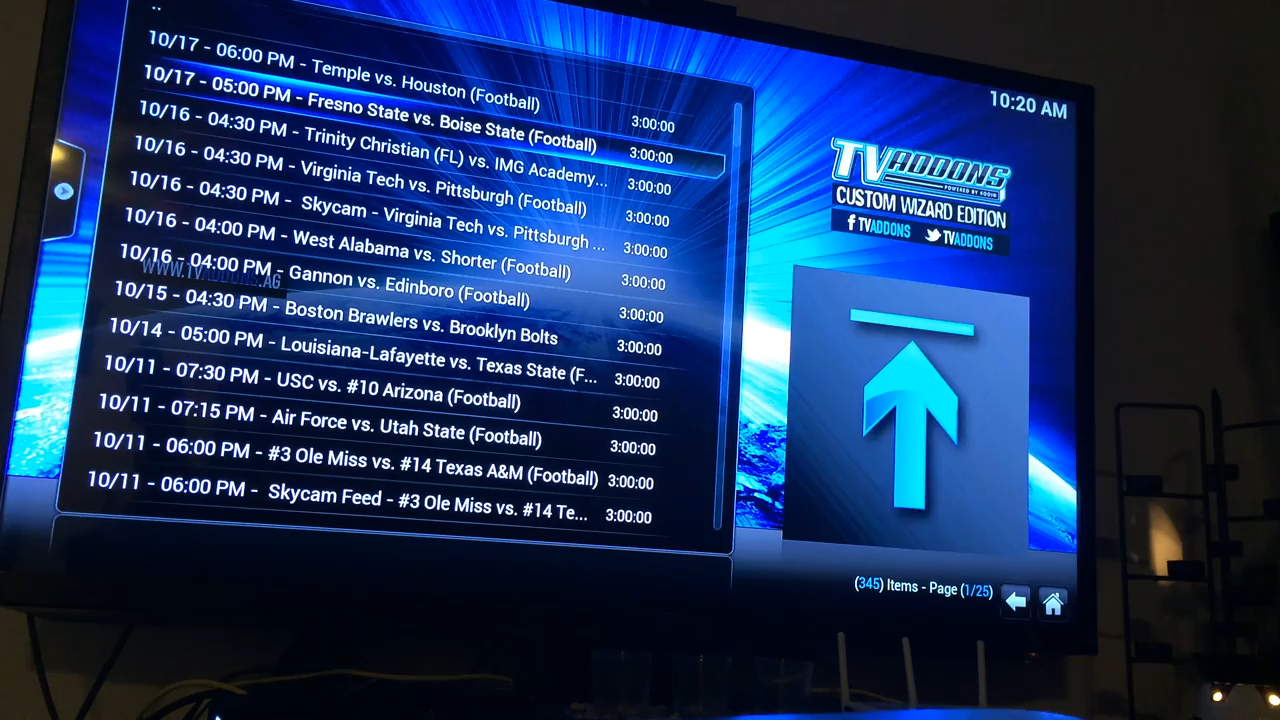 ..
10/17 - 06:00 PM - Temple vs. Houston (Football) 3:00:00
10/17 - 05:00 PM - Fresno State vs. Boise State (Football) 3:00:00
10/16 - 04:30 PM - Trinity Christian (FL) vs. IMG Academy... 3:00:00
10/16 - 04:30 PM - Virginia Tech vs. Pittsburgh (Football) 3:00:00
10/16 - 04:30 PM - Skycam - Virginia Tech vs. Pittsburgh ... 3:00:00
10/16 - 04:00 PM - West Alabama vs. Shorter (Football) 3:00:00
10/16 - 04:00 PM - Gannon vs. Edinboro (Football) 3:00:00
10/15 - 04:30 PM - Boston Brawlers vs. Brooklyn Bolts 3:00:00
10/14 - 05:00 PM - Louisiana-Lafayette vs. Texas State (F... 3:00:00
10/11 - 07:30 PM - USC vs. #10 Arizona (Football) 3:00:00
10/11 - 07:15 PM - Air Force vs. Utah State (Football) 3:00:00
10/11 - 06:00 PM - #3 Ole Miss vs. #14 Texas A&M (Football) 3:00:00
10/11 - 06:00 PM - Skycam Feed - #3 Ole Miss vs. #14 Te... 3:00:00
WWW.TVADDONS.AG
10:20 AM
TVADDONS
POWERED BY KODI
CUSTOM WIZARD EDITION
f TVADDONS TVADDONS
(345) Items - Page (1/25)